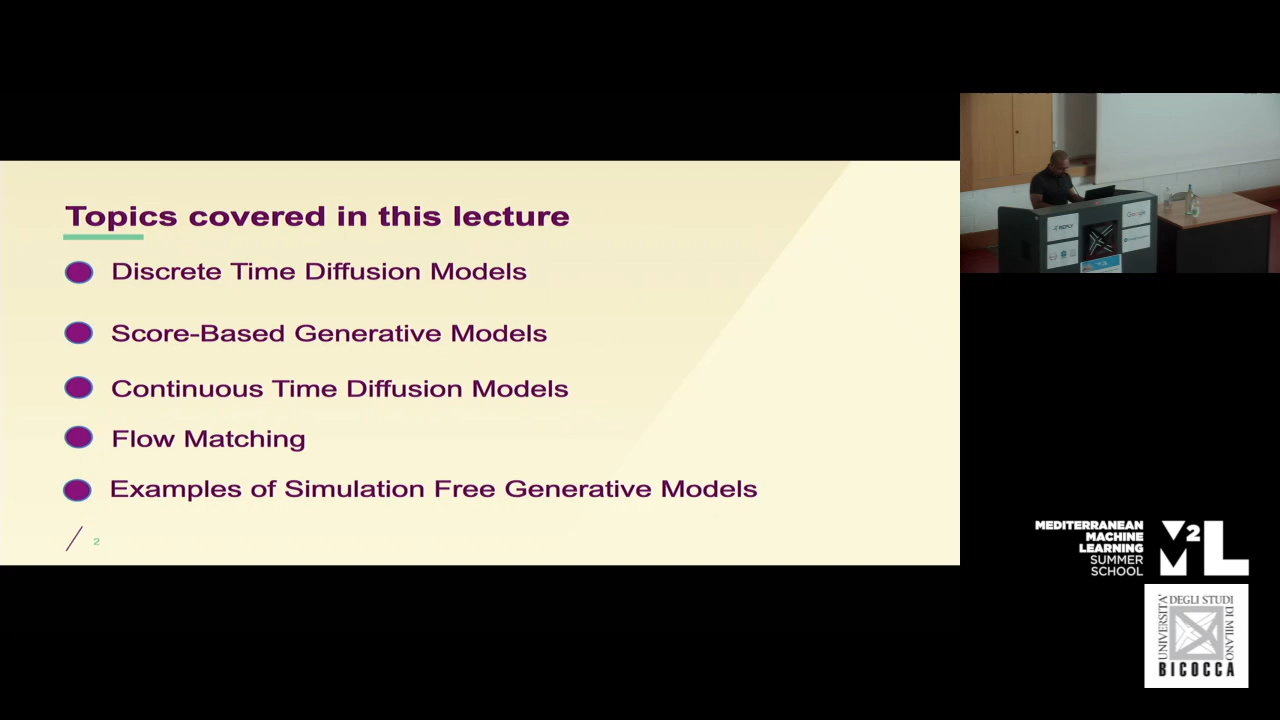 Topics covered in this lecture
Discrete Time Diffusion Models
Score-Based Generative Models
Continuous Time Diffusion Models
Flow Matching
Examples of Simulation Free Generative Models
2
Google
MEDITERRANEAN
MACHINE
LEARNING
SUMMER
SCHOOL
M2L
UNIVERSITÀ
DEGLI STUDI
DI MILANO
BICOCCA